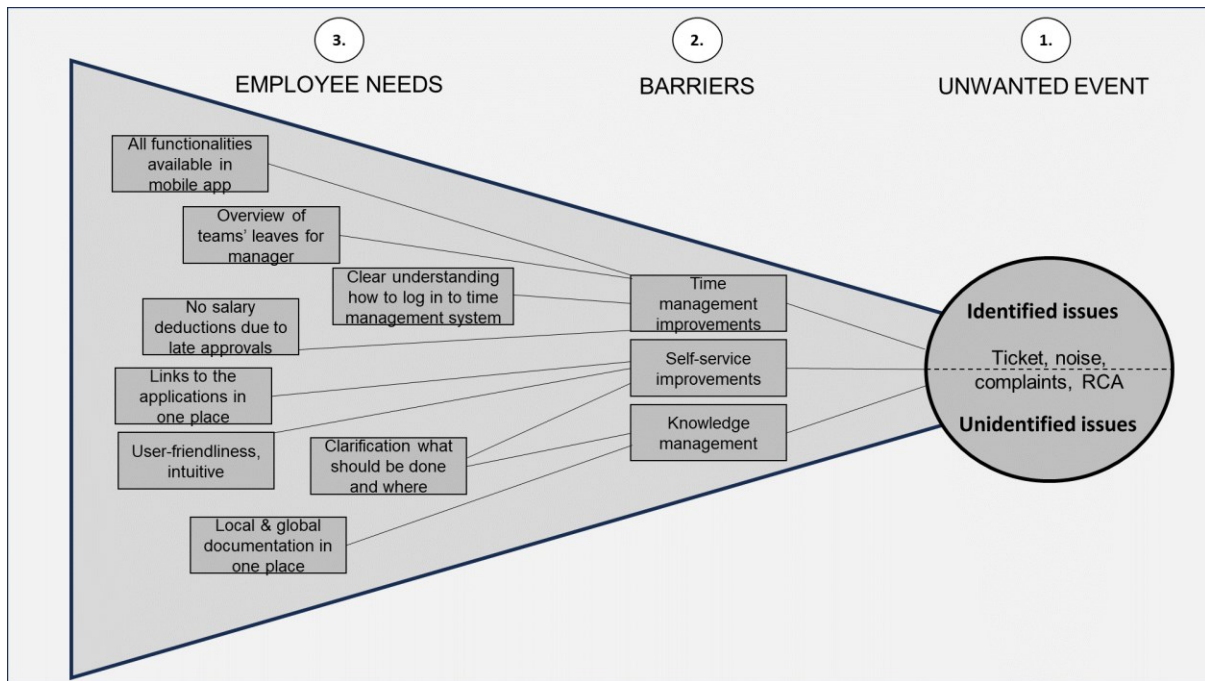 3.
2.
1.
EMPLOYEE NEEDS
BARRIERS
UNWANTED EVENT
All functionalities
available in
mobile app
Overview of
teams’ leaves for
manager
Clear understanding
how to log in to time
management system
No salary
deductions due to
late approvals
Links to the
applications in
one place
User-friendliness,
intuitive
Clarification what
should be done
and where
Local & global
documentation in
one place
Time
management
improvements
Self-service
improvements
Knowledge
management
Identified issues
Ticket, noise,
complaints, RCA
Unidentified issues